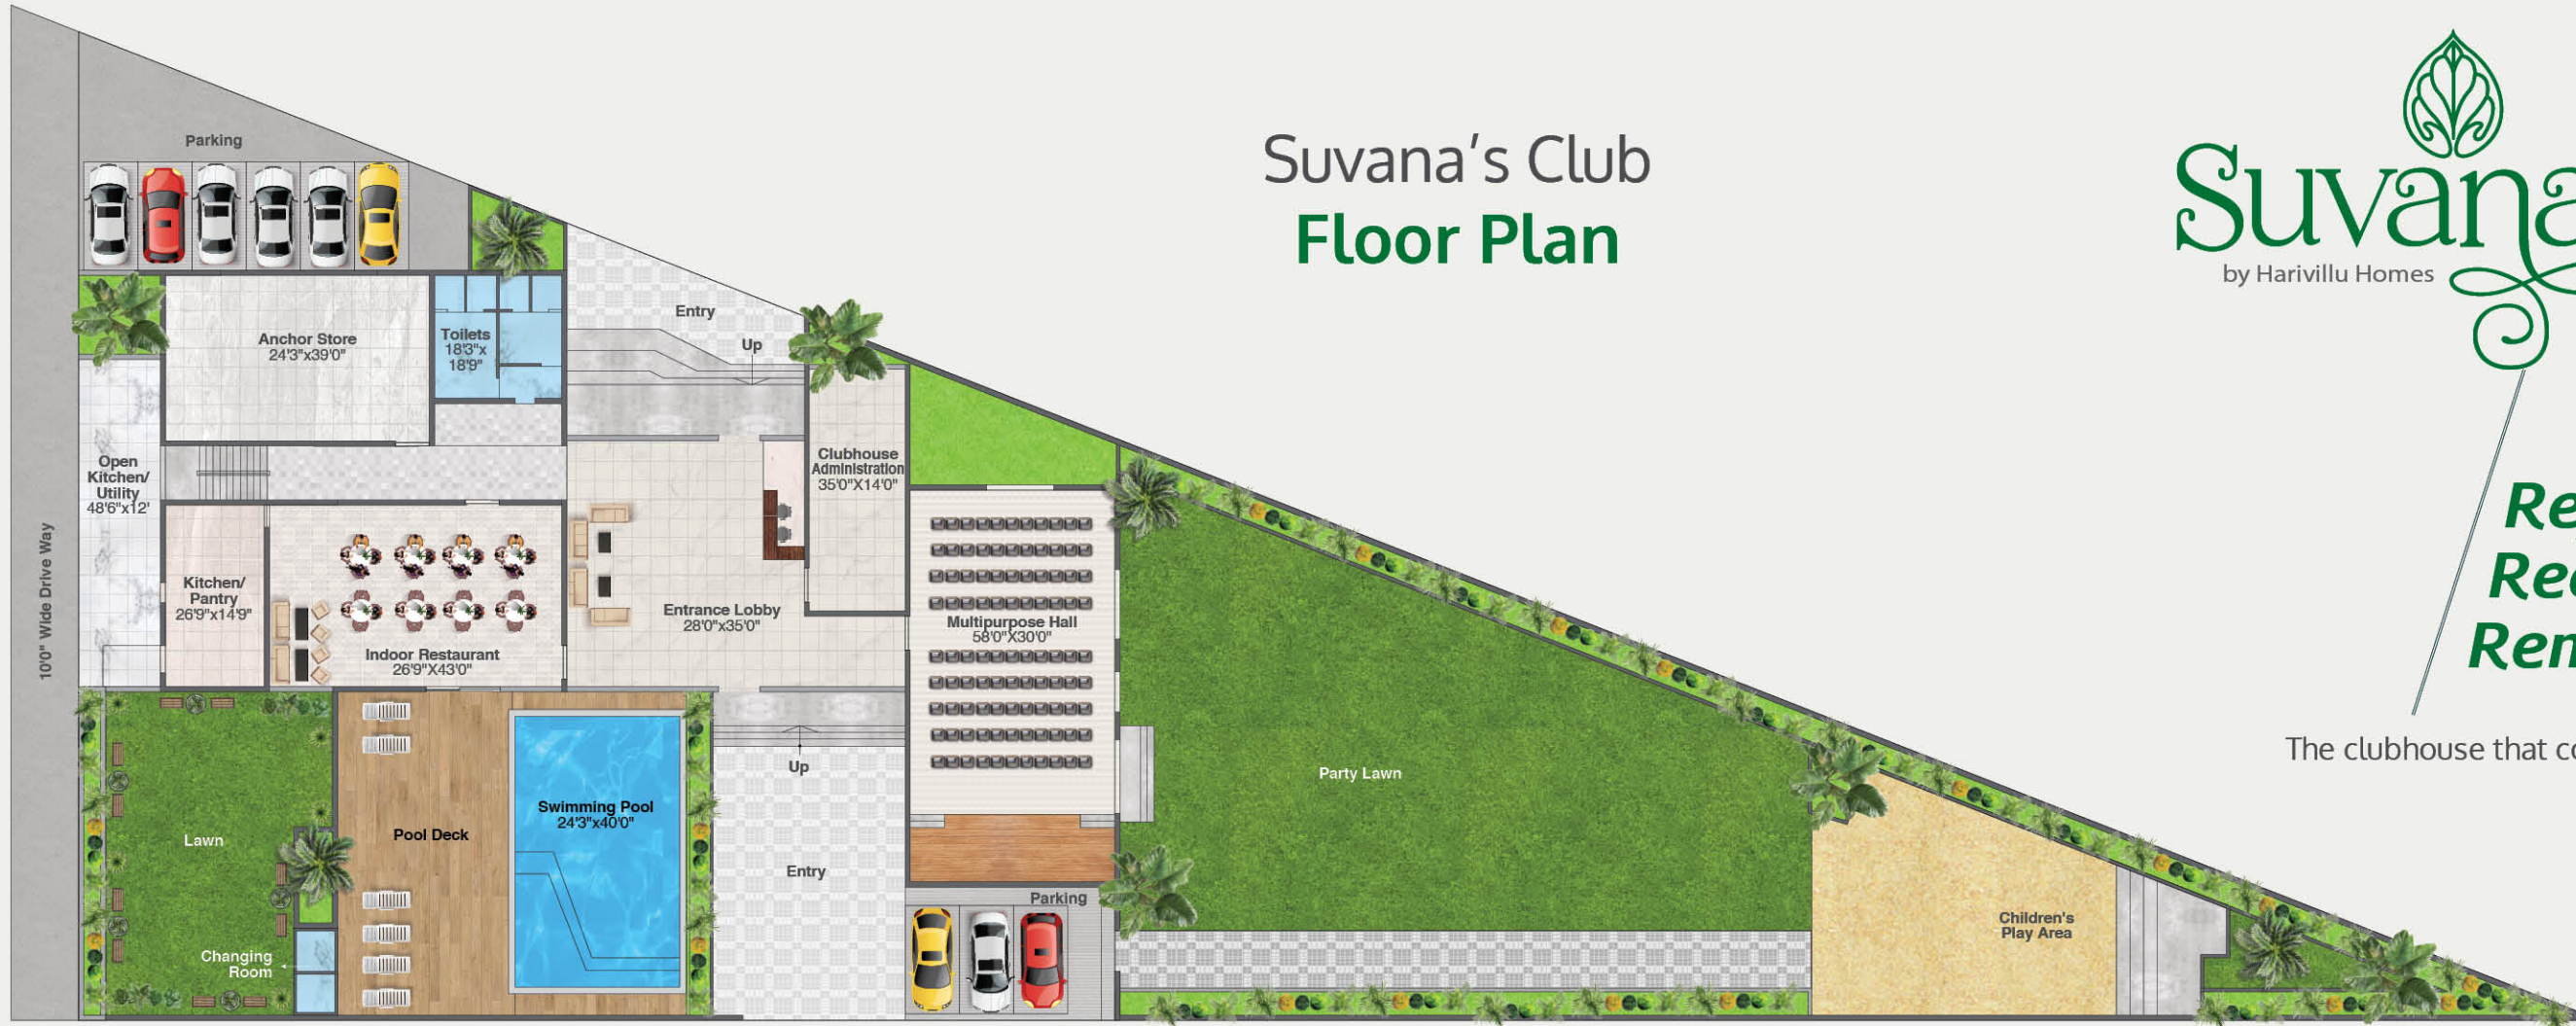 Suvana's Club
Floor Plan
Suvana
by Harivillu Homes
The clubhouse that
Parking
Anchor Store
24'3"x39'0"
Toilets
18'3"x
18'9"
Entry
Up
Open
Kitchen/
Utility
48'6"x12'
Clubhouse
Administration
35'0"X14'0"
10'0" Wide Drive Way
Kitchen/
Pantry
26'9"x14'9"
Indoor Restaurant
26'9"X43'0"
Entrance Lobby
28'0"x35'0"
Multipurpose Hall
58'0"X30'0"
Party Lawn
Up
Swimming Pool
24'3"x40'0"
Pool Deck
Lawn
Entry
Parking
Changing
Room
Children's
Play Area